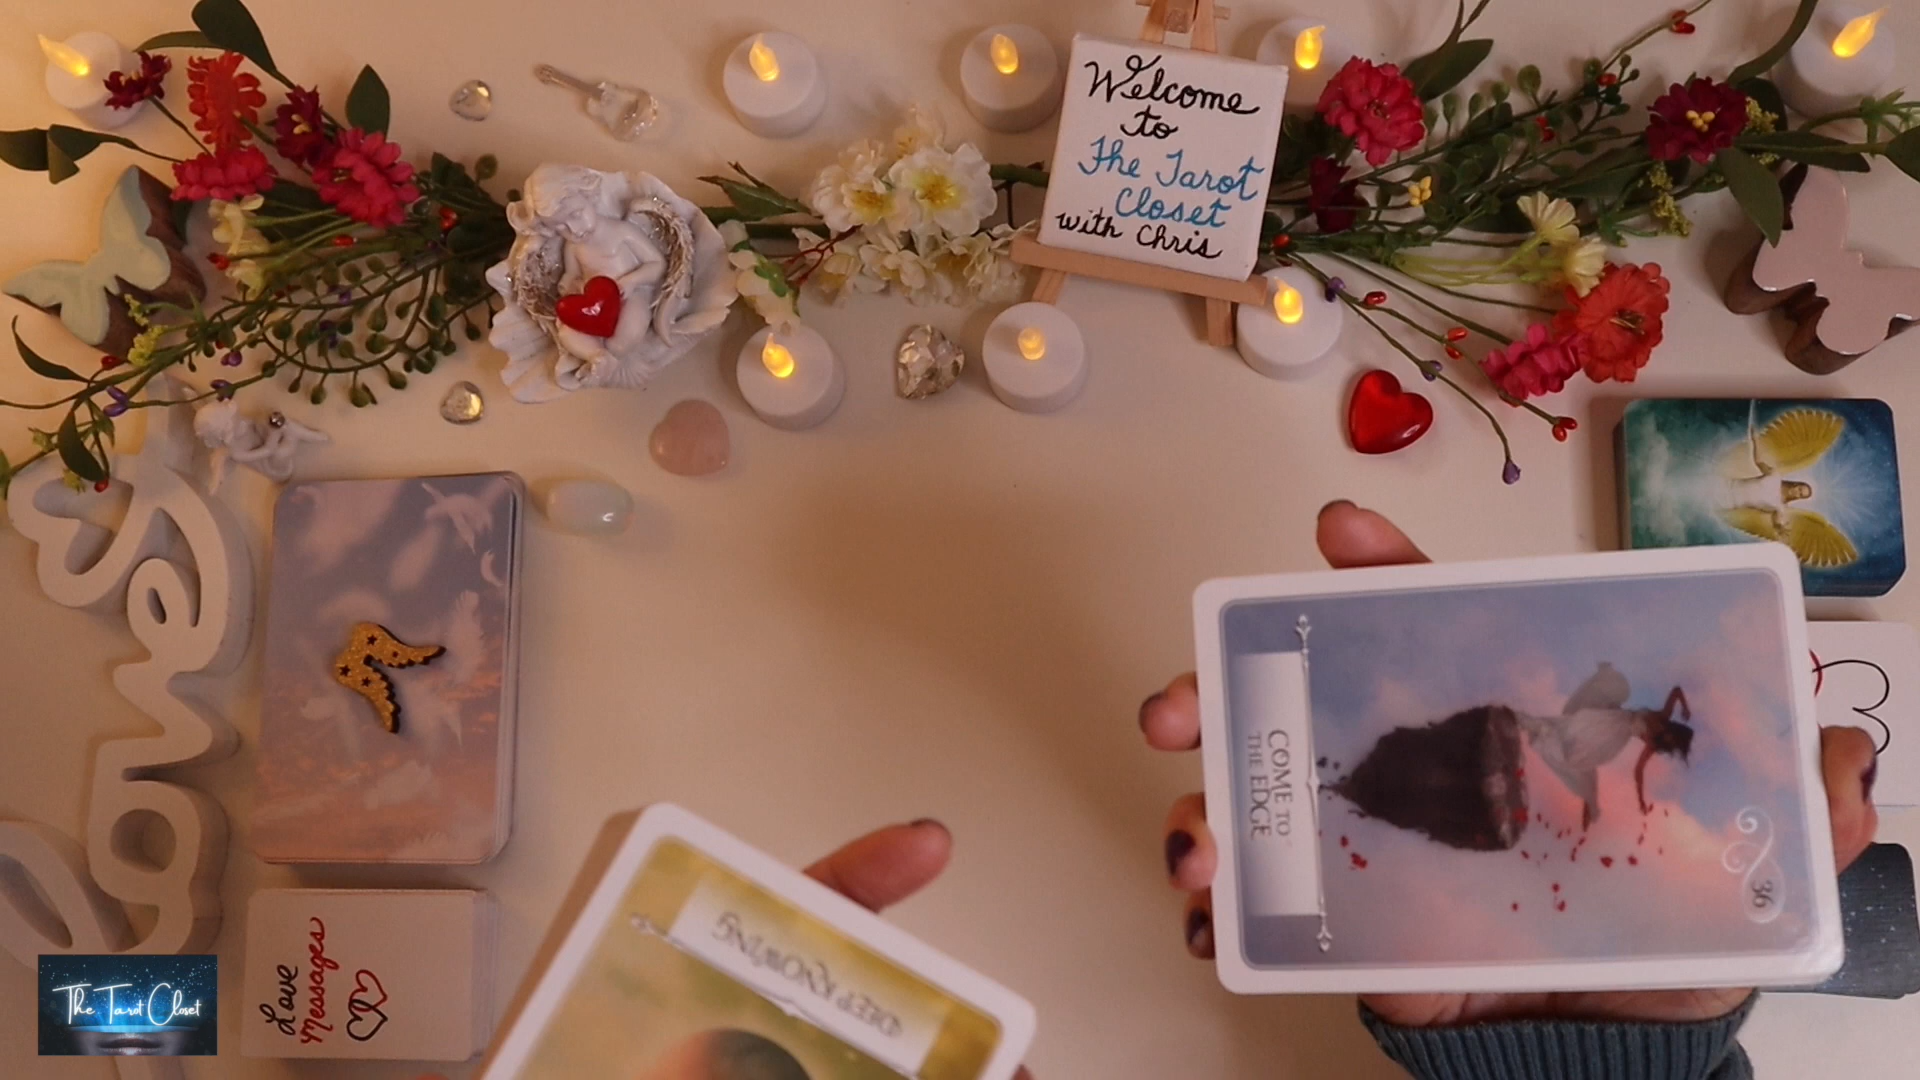 Welcome
to
The Tarot
Closet
with Chris
COME TO
THE EDGE
36
DEEP KNOWING
Love
Messages
The Tarot Closet